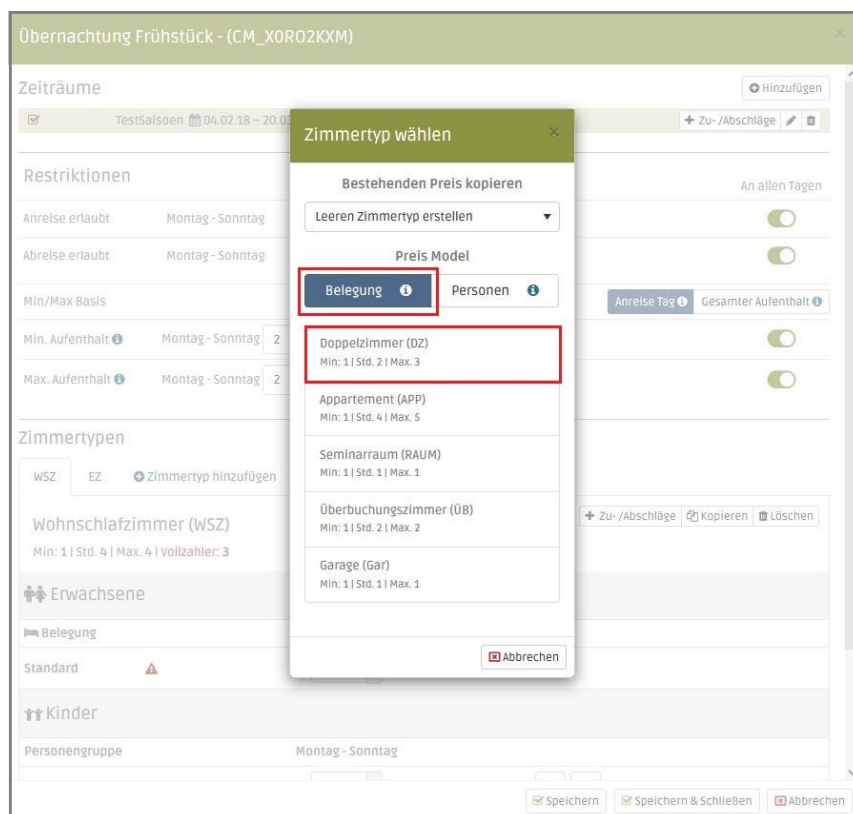 Übernachtung Frühstück - (CM_X0RO2KXM)
Zeiträume
Hinzufügen
TestSaisoen 04.02.18 – 20.03
+ Zu- /Abschläge
Restriktionen
An allen Tagen
Anreise erlaubt Montag - Sonntag
Abreise erlaubt Montag - Sonntag
Min/Max Basis
Anreise Tag Gesamter Aufenthalt
Min. Aufenthalt Montag - Sonntag 2
Max. Aufenthalt Montag - Sonntag 2
Zimmertypen
WSZ EZ Zimmertyp hinzufügen
Wohnschlafzimmer (WSZ)
+ Zu- /Abschläge Kopieren Löschen
Min: 1 | Std. 4 | Max. 4 | Vollzahler: 3
Erwachsene
Belegung
Standard
Kinder
Personengruppe Montag - Sonntag
Speichern Speichern & Schließen Abbrechen
Zimmertyp wählen
Bestehenden Preis kopieren
Leeren Zimmertyp erstellen
Preis Model
Belegung Personen
Doppelzimmer (DZ)
Min: 1 | Std. 2 | Max. 3
Appartement (APP)
Min: 1 | Std. 4 | Max. 5
Seminarraum (RAUM)
Min: 1 | Std. 1 | Max. 1
Überbuchungszimmer (ÜB)
Min: 1 | Std. 2 | Max. 2
Garage (Gar)
Min: 1 | Std. 1 | Max. 1
Abbrechen